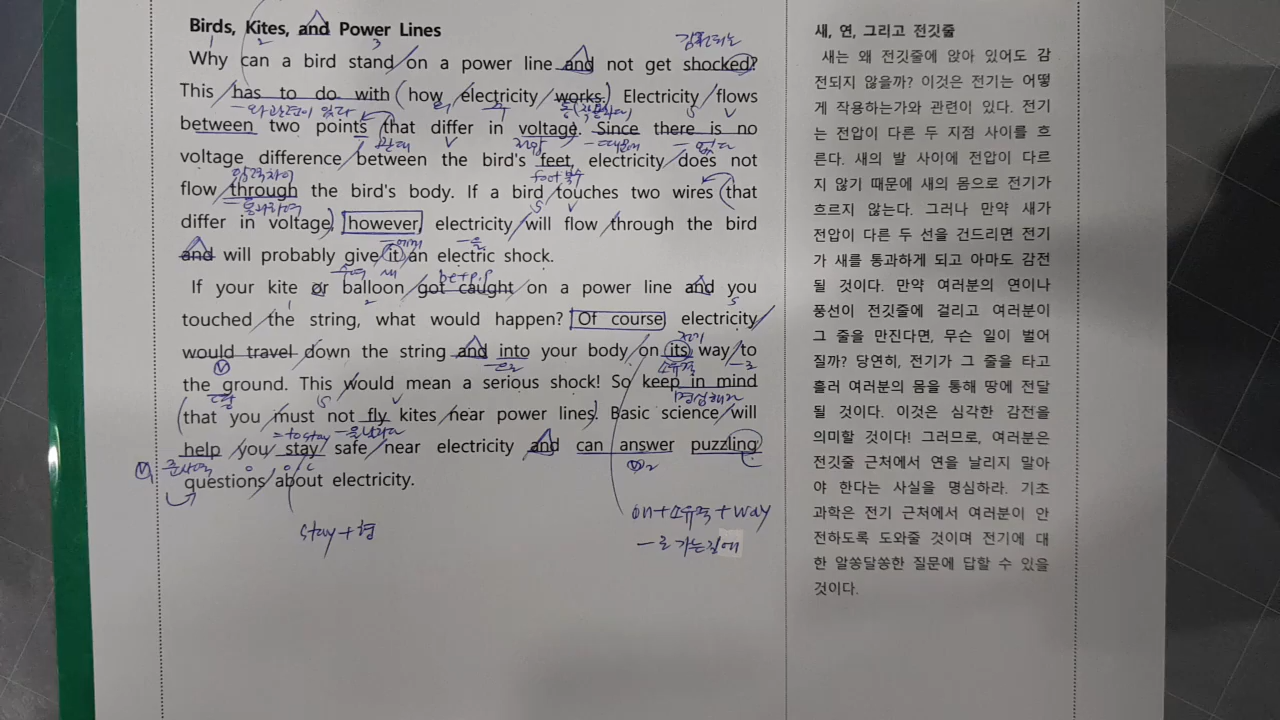 Birds, Kites, and Power Lines
Why can a bird stand on a power line and not get shocked?
This has to do with how electricity works. Electricity flows
between two points that differ in voltage. Since there is no
voltage difference between the bird's feet, electricity does not
flow through the bird's body. If a bird touches two wires that
differ in voltage, however, electricity will flow through the bird
and will probably give it an electric shock.
If your kite or balloon got caught on a power line and you
touched the string, what would happen? Of course electricity
would travel down the string and into your body on its way to
the ground. This would mean a serious shock! So keep in mind
that you must not fly kites near power lines. Basic science will
help you stay safe near electricity and can answer puzzling
questions about electricity.
stay+형
on+소유격+way
-로 가는길에
새, 연, 그리고 전깃줄
새는 왜 전깃줄에 앉아 있어도 감
전되지 않을까? 이것은 전기는 어떻
게 작용하는가와 관련이 있다. 전기
는 전압이 다른 두 지점 사이를 흐
른다. 새의 발 사이에 전압이 다르
지 않기 때문에 새의 몸으로 전기가
흐르지 않는다. 그러나 만약 새가
전압이 다른 두 선을 건드리면 전기
가 새를 통과하게 되고 아마도 감전
될 것이다. 만약 여러분의 연이나
풍선이 전깃줄에 걸리고 여러분이
그 줄을 만진다면, 무슨 일이 벌어
질까? 당연히, 전기가 그 줄을 타고
흘러 여러분의 몸을 통해 땅에 전달
될 것이다. 이것은 심각한 감전을
의미할 것이다! 그러므로, 여러분은
전깃줄 근처에서 연을 날리지 말아
야 한다는 사실을 명심하라. 기초
과학은 전기 근처에서 여러분이 안
전하도록 도와줄 것이며 전기에 대
한 알쏭달쏭한 질문에 답할 수 있을
것이다.